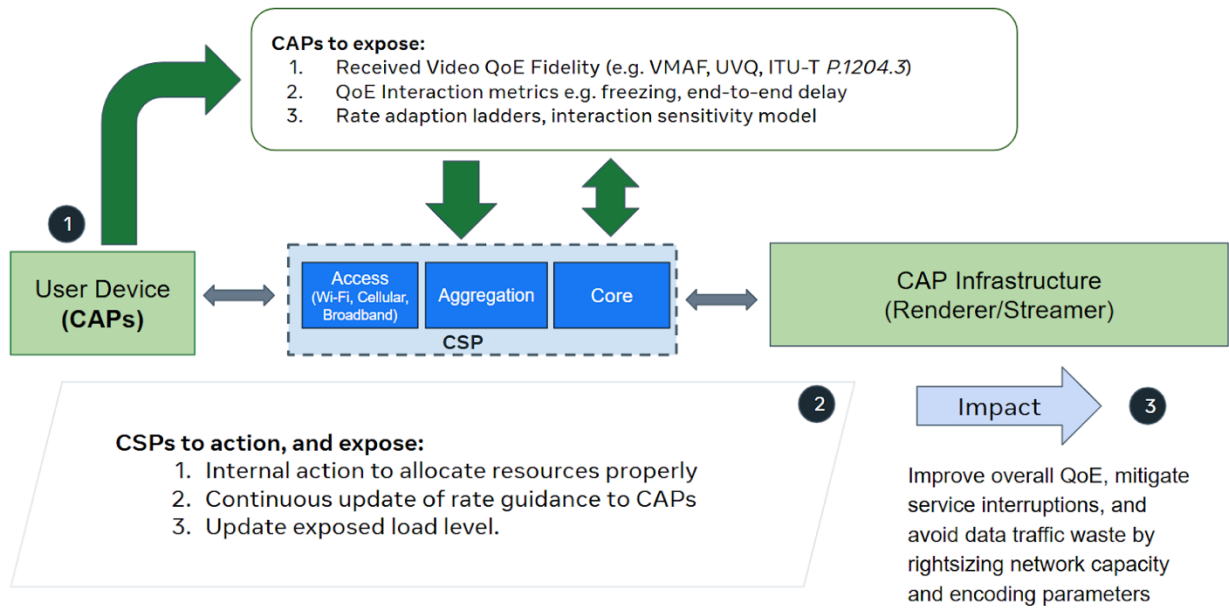 CAPs to expose:
1. Received Video QoE Fidelity (e.g. VMAF, UVQ, ITU-T P.1204.3)
2. QoE Interaction metrics e.g. freezing, end-to-end delay
3. Rate adaption ladders, interaction sensitivity model
1
User Device
(CAPs)
Access
(Wi-Fi, Cellular,
Broadband)
Aggregation
Core
CSP
CAP Infrastructure
(Renderer/Streamer)
2
CSPs to action, and expose:
1. Internal action to allocate resources properly
2. Continuous update of rate guidance to CAPs
3. Update exposed load level.
Impact
3
Improve overall QoE, mitigate
service interruptions, and
avoid data traffic waste by
rightsizing network capacity
and encoding parameters